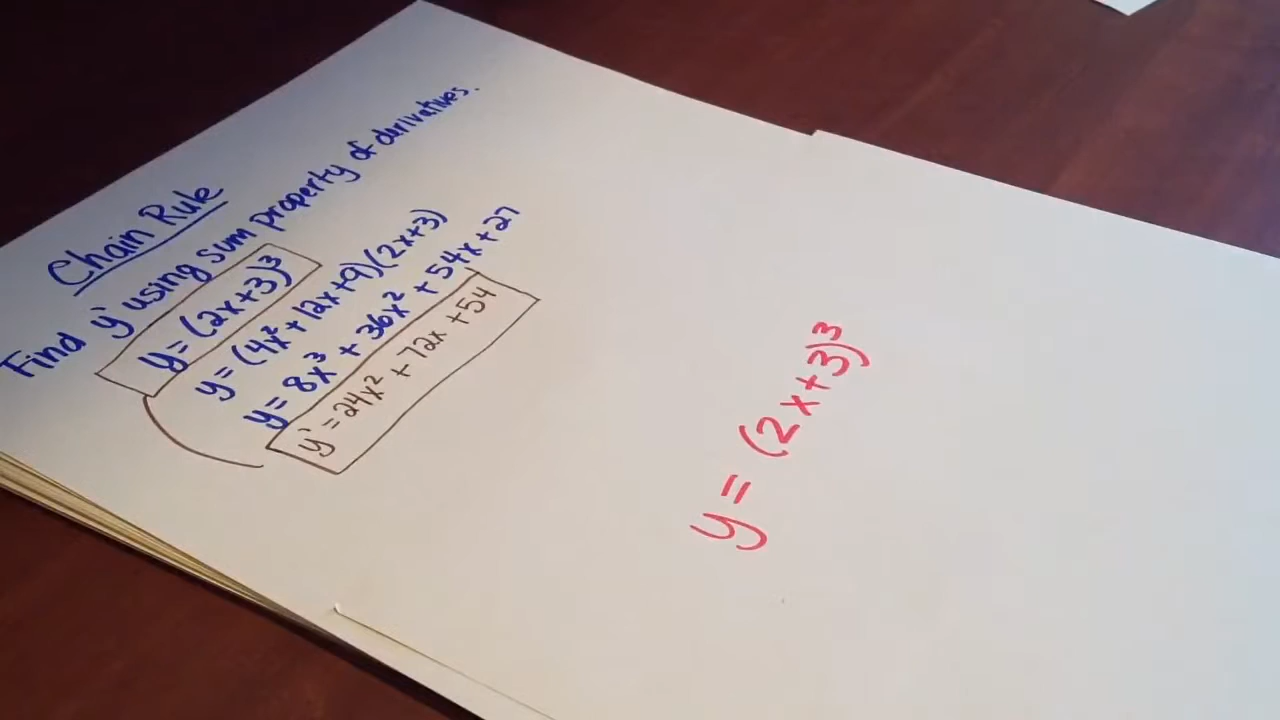 Chain Rule
Find y' using sum property of derivatives.
y = (2x+3)³
y = (4x²+12x+9)(2x+3)
y = 8x³ + 36x² + 54x + 27
y' = 24x² + 72x + 54
y = (2x+3)³